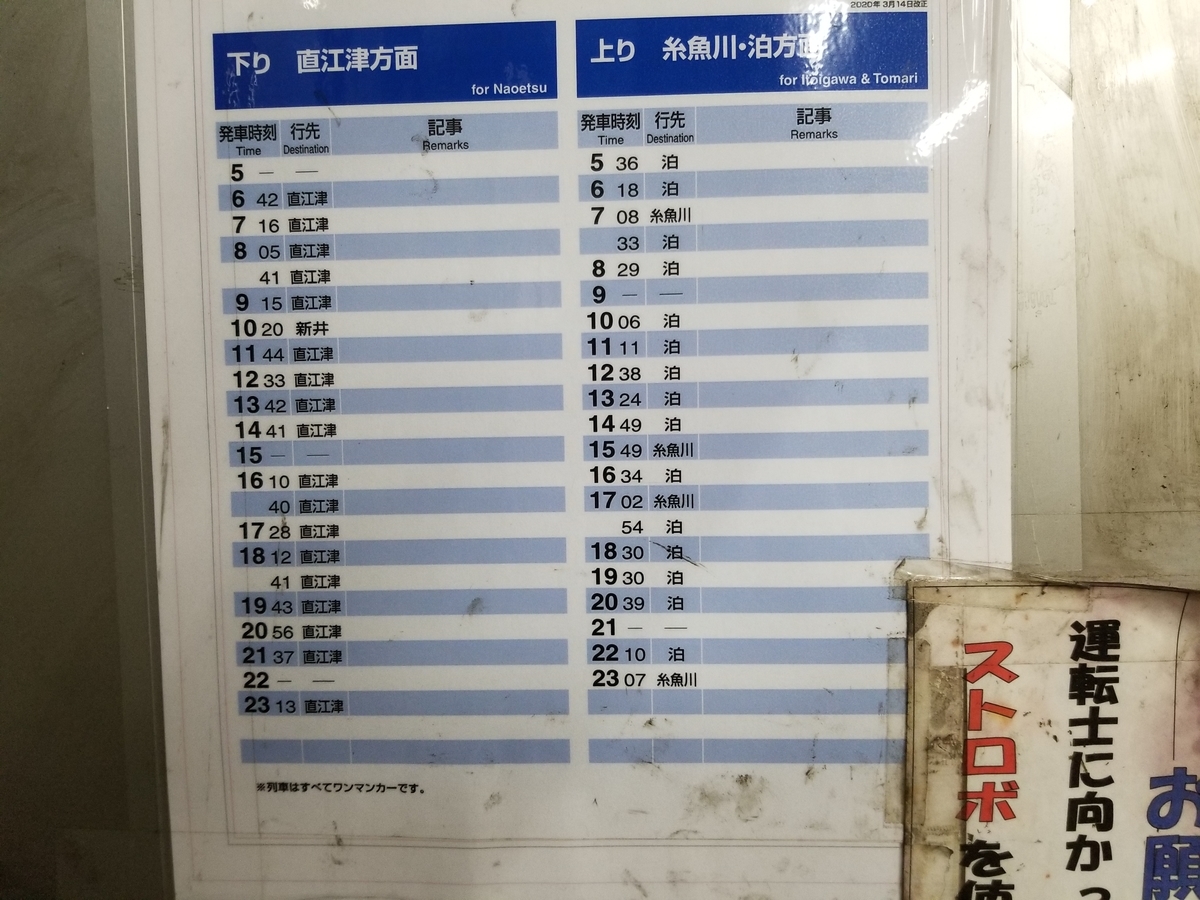 2020年 3月14日改正
下り 直江津方面
for Naoetsu
発車時刻 行先 記事
Time Destination Remarks
5 — —
6 42 直江津
7 16 直江津
8 05 直江津
41 直江津
9 15 直江津
10 20 新井
11 44 直江津
12 33 直江津
13 42 直江津
14 41 直江津
15 — —
16 10 直江津
40 直江津
17 28 直江津
18 12 直江津
41 直江津
19 43 直江津
20 56 直江津
21 37 直江津
22 — —
23 13 直江津
※列車はすべてワンマンカーです。
上り 糸魚川・泊方面
for Itoigawa & Tomari
発車時刻 行先 記事
Time Destination Remarks
5 36 泊
6 18 泊
7 08 糸魚川
33 泊
8 29 泊
9 — —
10 06 泊
11 11 泊
12 38 泊
13 24 泊
14 49 泊
15 49 糸魚川
16 34 泊
17 02 糸魚川
54 泊
18 30 泊
19 30 泊
20 39 泊
21 — —
22 10 泊
23 07 糸魚川
お願
運転士に向か
ストロボを使